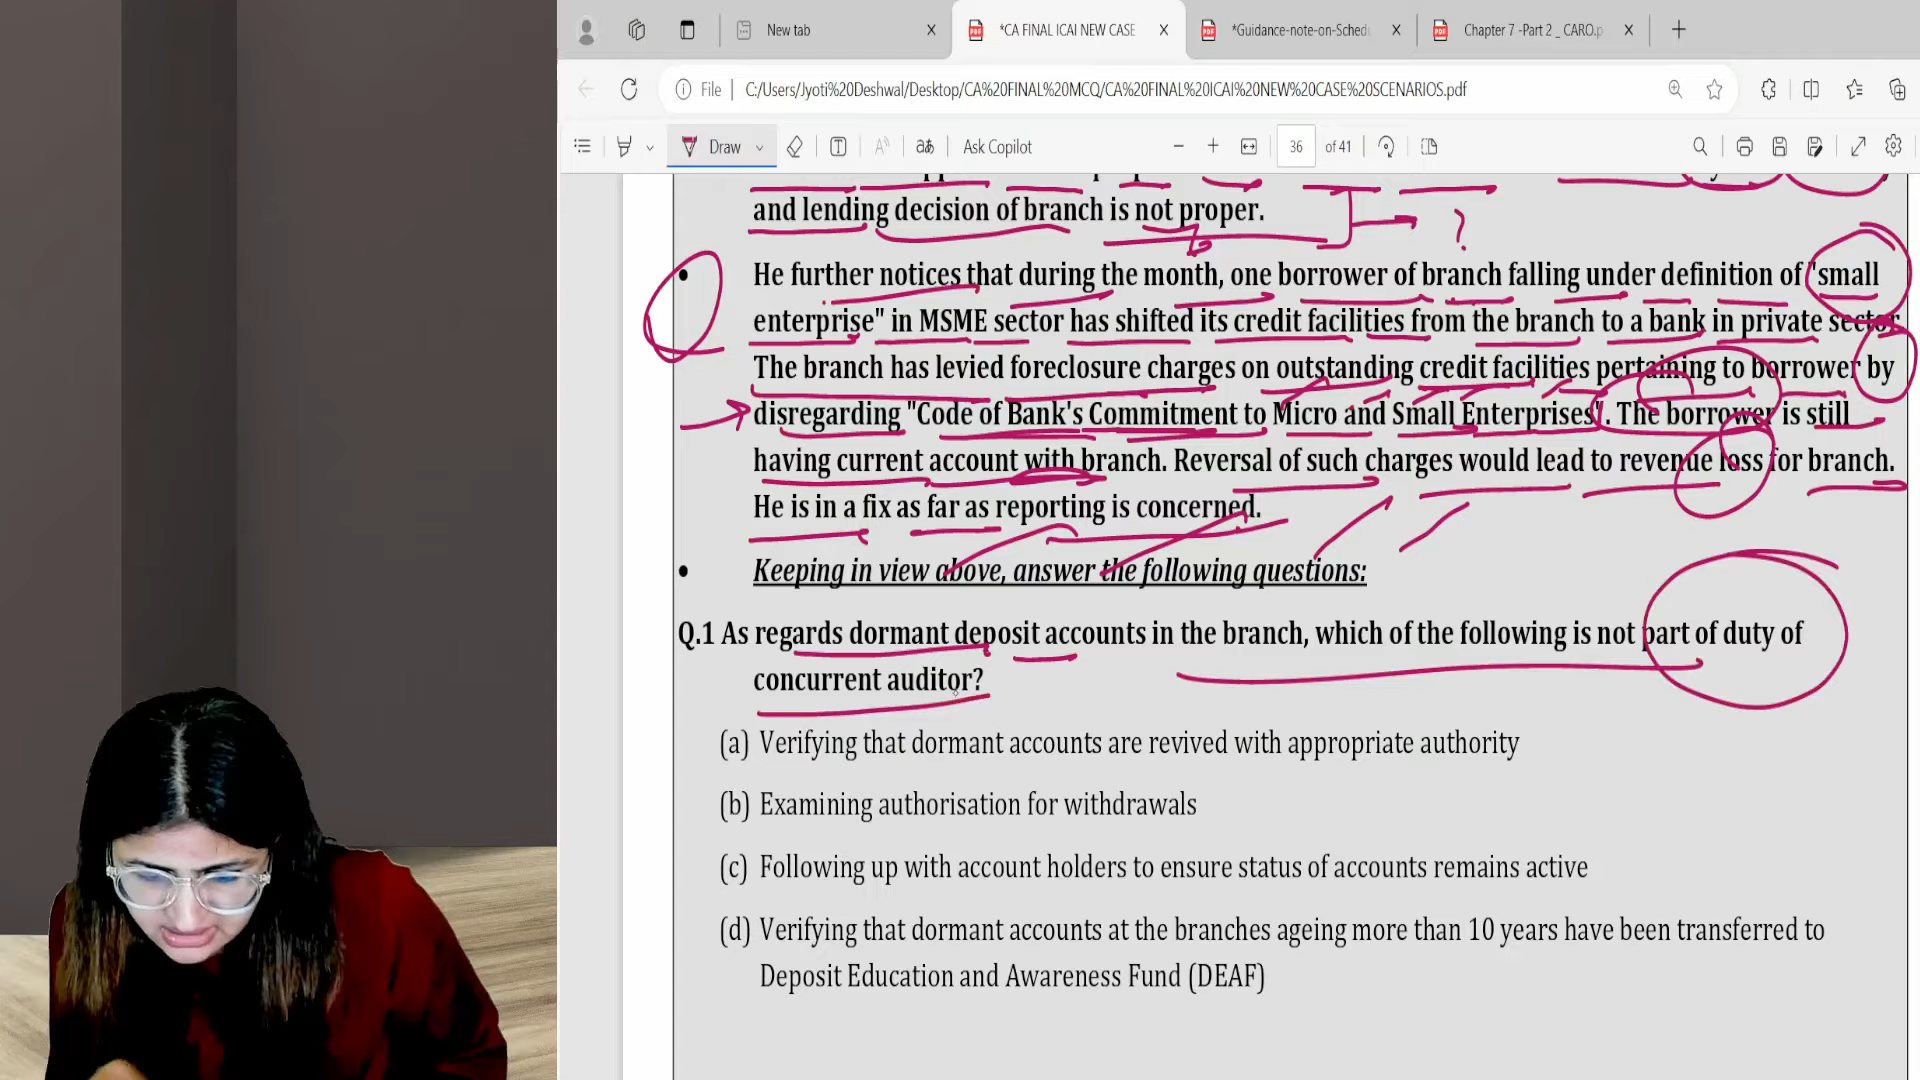 New tab
*CA FINAL ICAI NEW CASE
*Guidance-note-on-Schedu
Chapter 7 -Part 2 _ CARO.p
File
C:/Users/Jyoti%20Deshwal/Desktop/CA%20FINAL%20MCQ/CA%20FINAL%20ICAI%20NEW%20CASE%20SCENARIOS.pdf
Draw
Ask Copilot
36 of 41
and lending decision of branch is not proper.
?
• He further notices that during the month, one borrower of branch falling under definition of "small
enterprise" in MSME sector has shifted its credit facilities from the branch to a bank in private sector
The branch has levied foreclosure charges on outstanding credit facilities pertaining to borrower by
disregarding "Code of Bank's Commitment to Micro and Small Enterprises". The borrower is still
having current account with branch. Reversal of such charges would lead to revenue loss for branch.
He is in a fix as far as reporting is concerned.
• Keeping in view above, answer the following questions:
Q.1 As regards dormant deposit accounts in the branch, which of the following is not part of duty of
concurrent auditor?
(a) Verifying that dormant accounts are revived with appropriate authority
(b) Examining authorisation for withdrawals
(c) Following up with account holders to ensure status of accounts remains active
(d) Verifying that dormant accounts at the branches ageing more than 10 years have been transferred to
Deposit Education and Awareness Fund (DEAF)